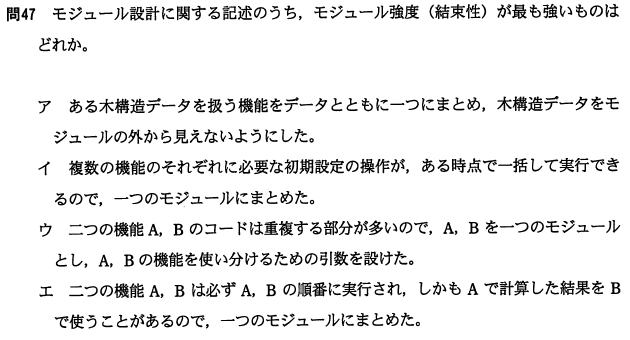 問47 モジュール設計に関する記述のうち，モジュール強度（結束性）が最も強いものは
どれか。
ア ある木構造データを扱う機能をデータとともに一つにまとめ，木構造データをモ
ジュールの外から見えないようにした。
イ 複数の機能のそれぞれに必要な初期設定の操作が，ある時点で一括して実行でき
るので，一つのモジュールにまとめた。
ウ 二つの機能 A，B のコードは重複する部分が多いので，A，B を一つのモジュール
とし，A，B の機能を使い分けるための引数を設けた。
エ 二つの機能 A，B は必ず A，B の順番に実行され，しかも A で計算した結果を B
で使うことがあるので，一つのモジュールにまとめた。